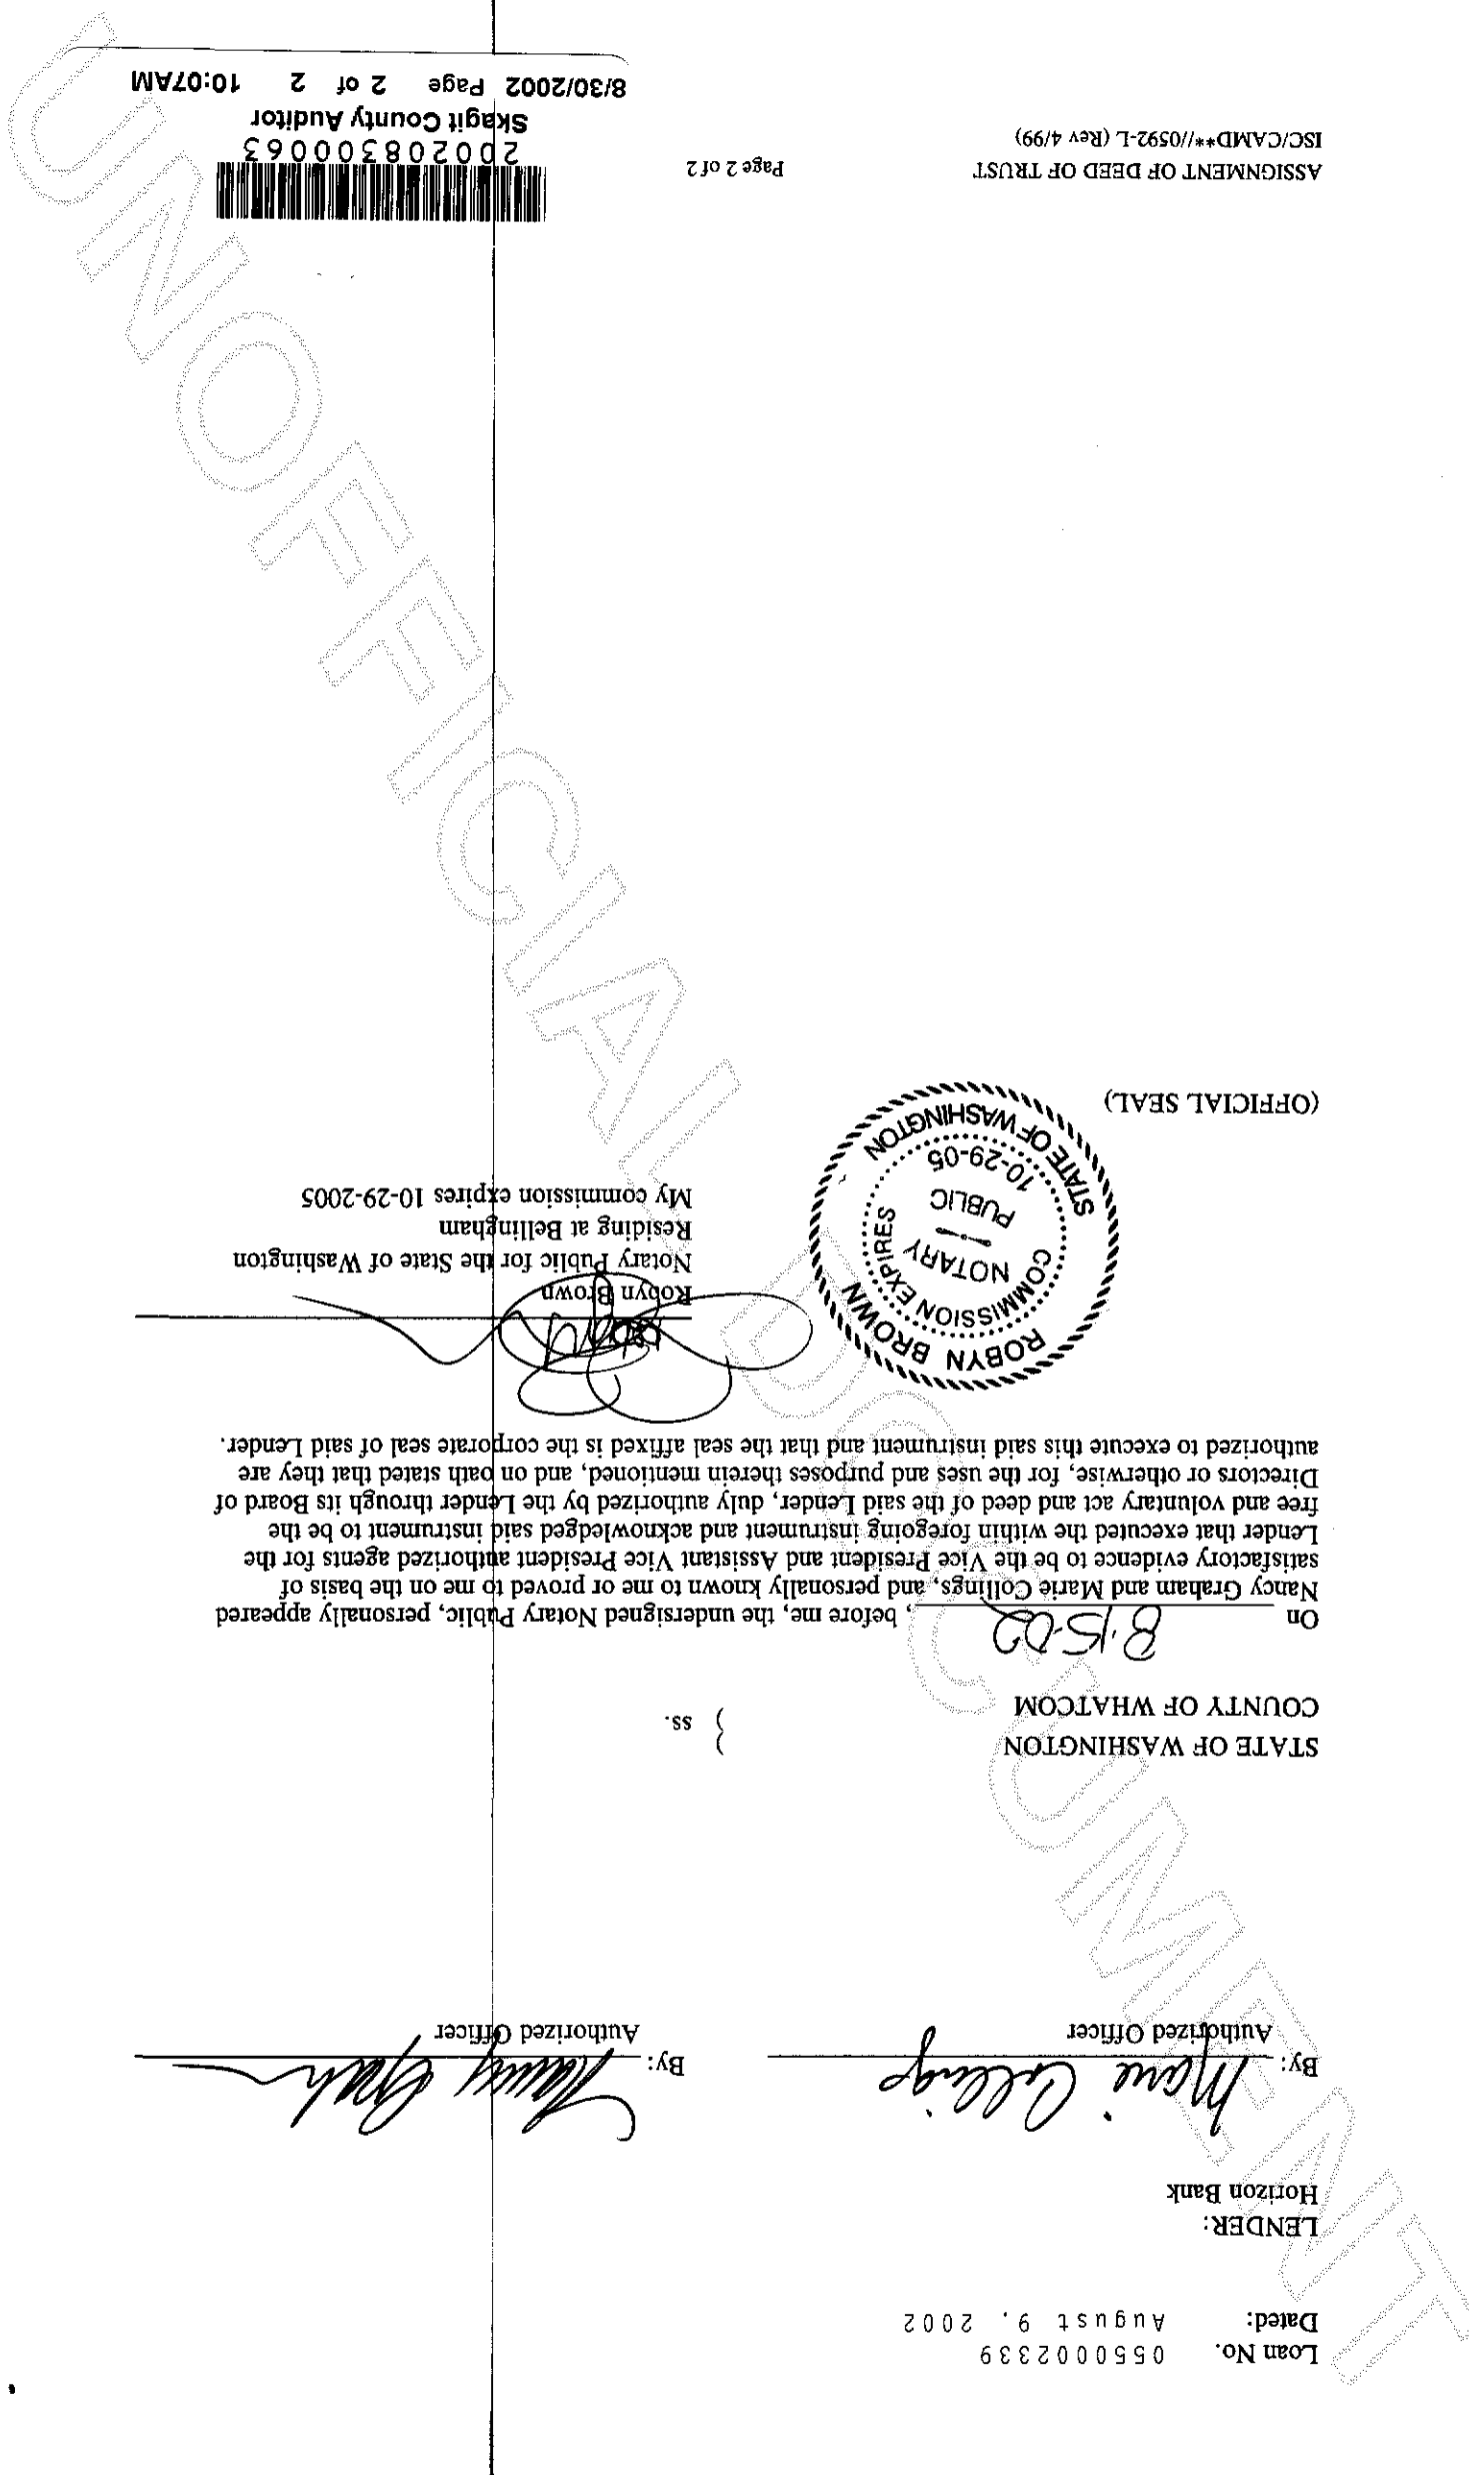 Loan No. 0550002339
Dated: August 9, 2002
LENDER:
Horizon Bank
By: Marie Collings
Authorized Officer
By: Nancy Graham
Authorized Officer
STATE OF WASHINGTON
COUNTY OF WHATCOM
} ss.
On 8-15-02, before me, the undersigned Notary Public, personally appeared
Nancy Graham and Marie Collings, and personally known to me or proved to me on the basis of
satisfactory evidence to be the Vice President and Assistant Vice President authorized agents for the
Lender that executed the within foregoing instrument and acknowledged said instrument to be the
free and voluntary act and deed of the said Lender, duly authorized by the Lender through its Board of
Directors or otherwise, for the uses and purposes therein mentioned, and on oath stated that they are
authorized to execute this said instrument and that the seal affixed is the corporate seal of said Lender.
ROBYN BROWN
COMMISSION EXPIRES
NOTARY
PUBLIC
10-29-05
STATE OF WASHINGTON
Robyn Brown
Notary Public for the State of Washington
Residing at Bellingham
My commission expires 10-29-2005
(OFFICIAL SEAL)
ASSIGNMENT OF DEED OF TRUST
ISC/CAMD**//0592-L (Rev 4/99)
Page 2 of 2
200208300063
Skagit County Auditor
8/30/2002 Page 2 of 2 10:07AM
UNOFFICIAL DOCUMENT